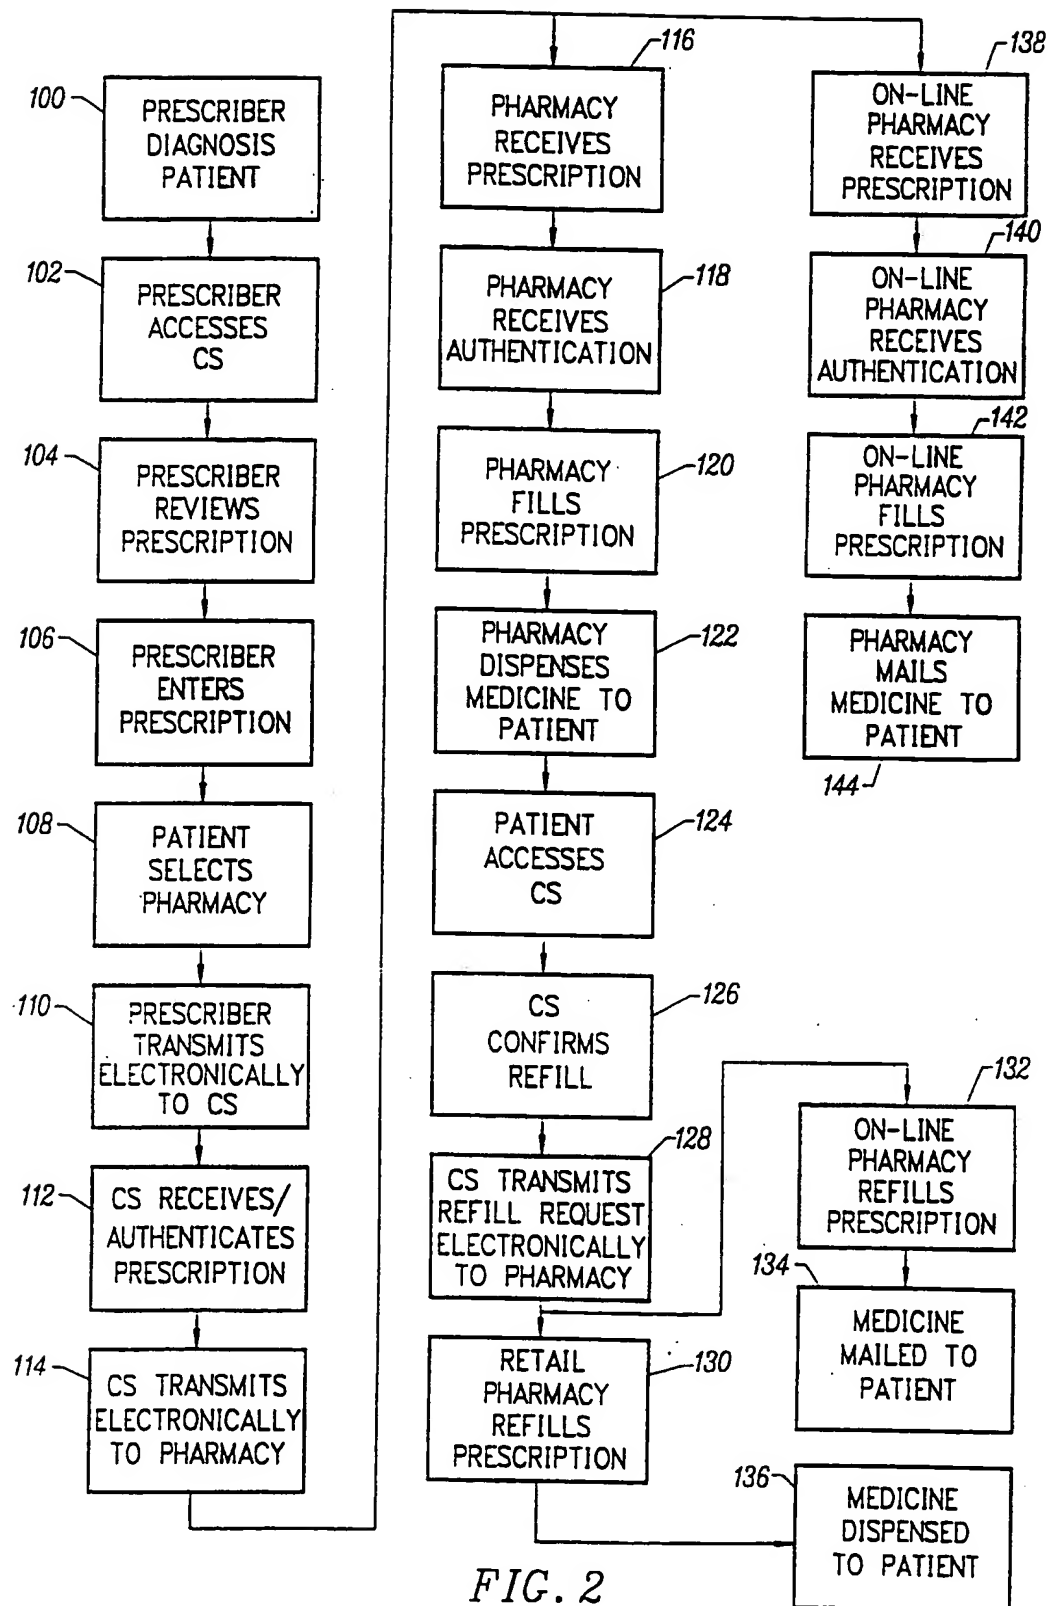 100
PRESCRIBER
DIAGNOSIS
PATIENT
102
PRESCRIBER
ACCESSES
CS
104
PRESCRIBER
REVIEWS
PRESCRIPTION
106
PRESCRIBER
ENTERS
PRESCRIPTION
108
PATIENT
SELECTS
PHARMACY
110
PRESCRIBER
TRANSMITS
ELECTRONICALLY
TO CS
112
CS RECEIVES/
AUTHENTICATES
PRESCRIPTION
114
CS TRANSMITS
ELECTRONICALLY
TO PHARMACY
116
PHARMACY
RECEIVES
PRESCRIPTION
118
PHARMACY
RECEIVES
AUTHENTICATION
120
PHARMACY
FILLS
PRESCRIPTION
122
PHARMACY
DISPENSES
MEDICINE TO
PATIENT
124
PATIENT
ACCESSES
CS
126
CS
CONFIRMS
REFILL
128
CS TRANSMITS
REFILL REQUEST
ELECTRONICALLY
TO PHARMACY
130
RETAIL
PHARMACY
REFILLS
PRESCRIPTION
138
ON-LINE
PHARMACY
RECEIVES
PRESCRIPTION
140
ON-LINE
PHARMACY
RECEIVES
AUTHENTICATION
142
ON-LINE
PHARMACY
FILLS
PRESCRIPTION
PHARMACY
MAILS
MEDICINE TO
PATIENT
144
132
ON-LINE
PHARMACY
REFILLS
PRESCRIPTION
134
MEDICINE
MAILED TO
PATIENT
136
MEDICINE
DISPENSED
TO PATIENT
FIG. 2